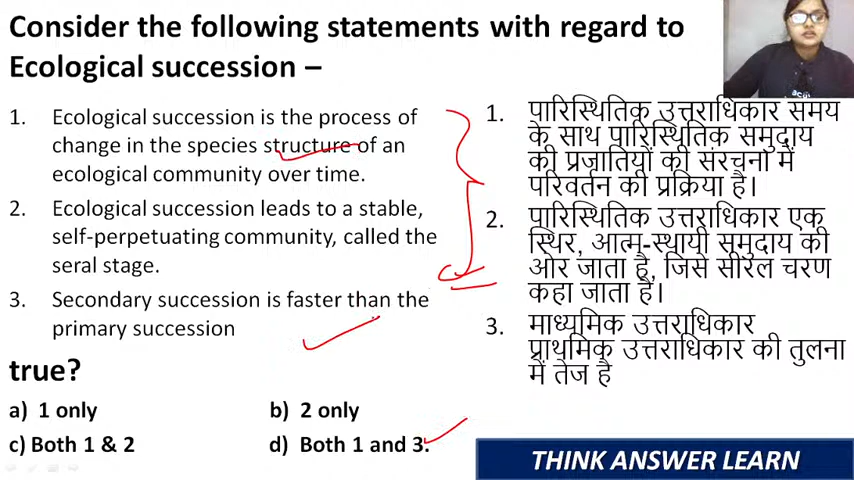 Consider the following statements with regard to
Ecological succession –
1. Ecological succession is the process of
change in the species structure of an
ecological community over time.
2. Ecological succession leads to a stable,
self-perpetuating community, called the
seral stage.
3. Secondary succession is faster than the
primary succession
true?
a) 1 only
b) 2 only
c) Both 1 & 2
d) Both 1 and 3.
1. पारिस्थितिक उत्तराधिकार समय
के साथ पारिस्थितिक समुदाय
की प्रजातियों की संरचना में
परिवर्तन की प्रक्रिया है।
2. पारिस्थितिक उत्तराधिकार एक
स्थिर, आत्म-स्थायी समुदाय की
ओर जाता है, जिसे सीरल चरण
कहा जाता है।
3. माध्यमिक उत्तराधिकार
प्राथमिक उत्तराधिकार की तुलना
में तेज है
THINK ANSWER LEARN